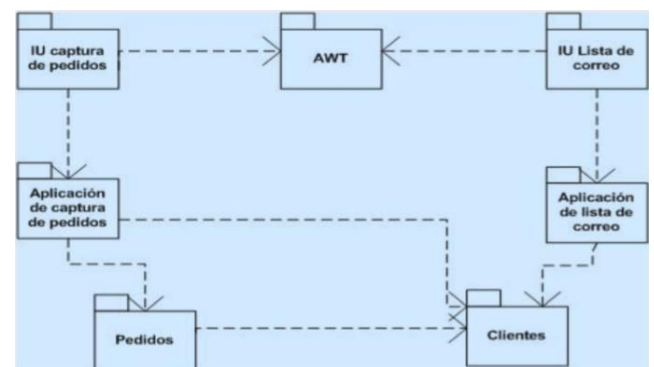 IU captura
de pedidos
AWT
IU Lista de
correo
Aplicación
de captura
de pedidos
Aplicación
de lista de
correo
Pedidos
Clientes